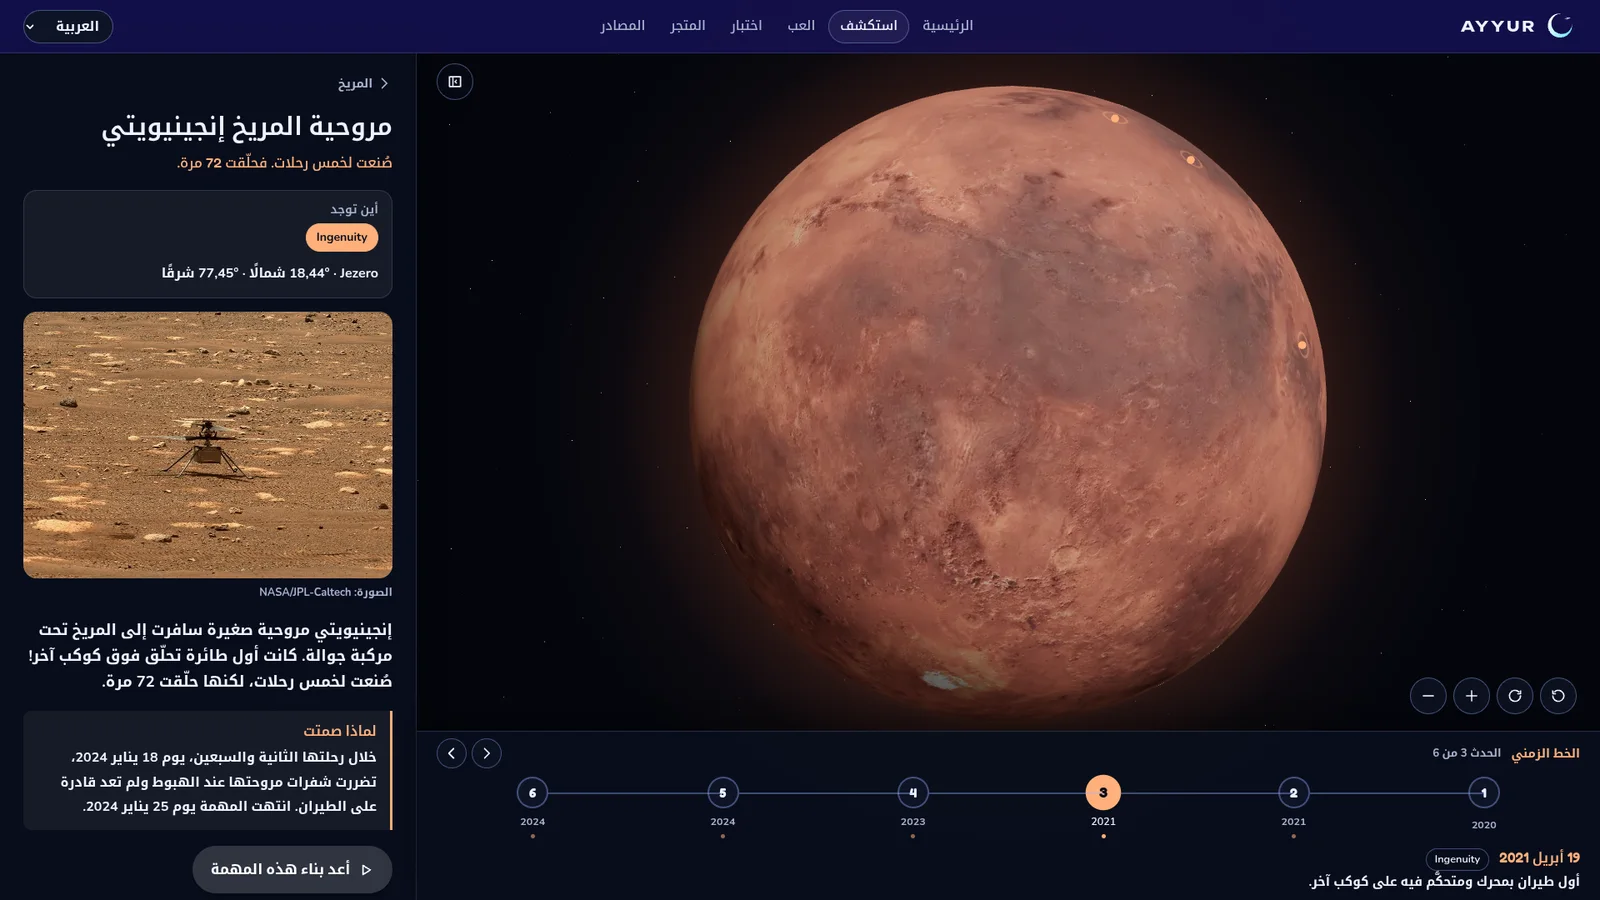 AYYUR
الرئيسية
استكشف
العب
اختبار
المتجر
المصادر
العربية
المريخ
مروحية المريخ إنجينيويتي
صُنعت لخمس رحلات. فحلّقت 72 مرة.
أين توجد
Ingenuity
Jezero · 18,44° شمالًا · 77,45° شرقًا
الصورة: NASA/JPL-Caltech
إنجينيويتي مروحية صغيرة سافرت إلى المريخ تحت
مركبة جوالة. كانت أول طائرة تحلّق فوق كوكب آخر!
صُنعت لخمس رحلات، لكنها حلّقت 72 مرة.
لماذا صمتت
خلال رحلتها الثانية والسبعين، يوم 18 يناير 2024،
تضررت شفرات مروحتها عند الهبوط ولم تعد قادرة
على الطيران. انتهت المهمة يوم 25 يناير 2024.
أعد بناء هذه المهمة
الخط الزمني الحدث 3 من 6
1
2
3
4
5
6
2020
2021
2021
2023
2024
2024
19 أبريل 2021 Ingenuity
أول طيران بمحرك ومتحكَّم فيه على كوكب آخر.